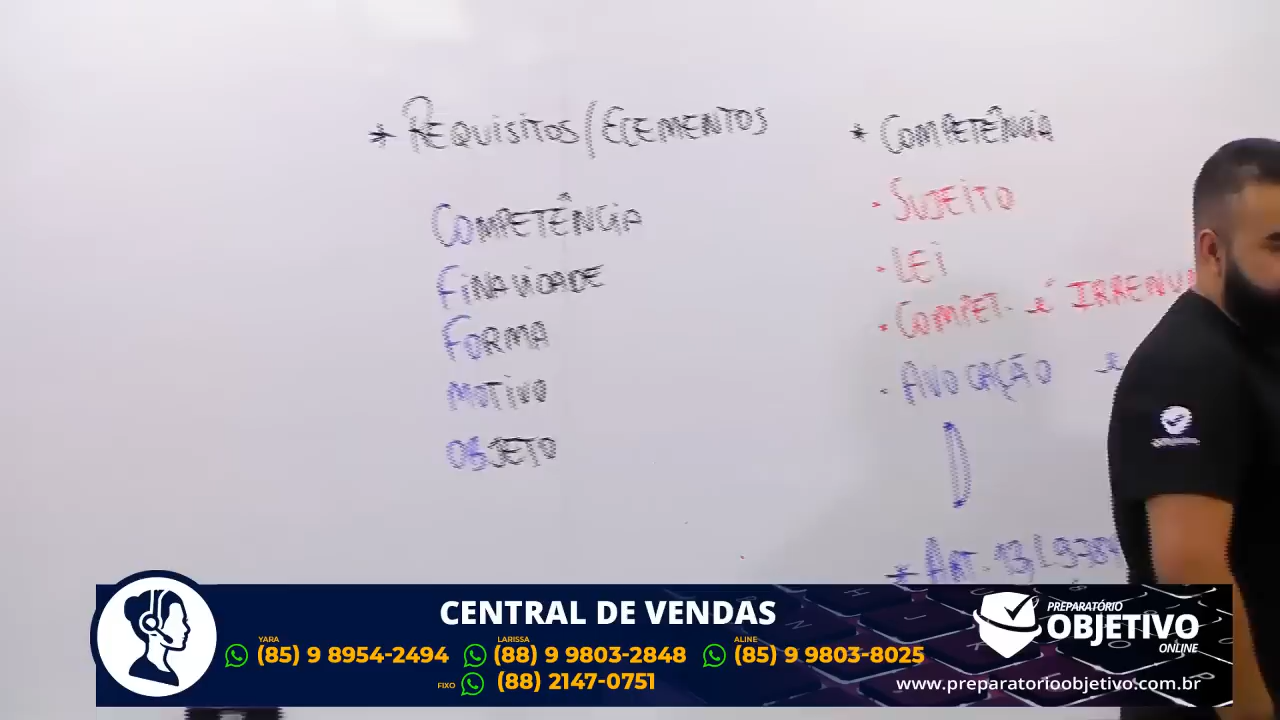 * REQUISITOS/ELEMENTOS
COMPETÊNCIA
FINALIDADE
FORMA
MOTIVO
OBJETO
* COMPETÊNCIA
· SUJEITO
· LEI
· COMPET. é IRRENU
· AVOCAÇÃO e
D
* ART. 13 L 9784
CENTRAL DE VENDAS
YARA
(85) 9 8954-2494
LARISSA
(88) 9 9803-2848
ALINE
(85) 9 9803-8025
FIXO
(88) 2147-0751
PREPARATÓRIO
OBJETIVO
ONLINE
www.preparatorioobjetivo.com.br